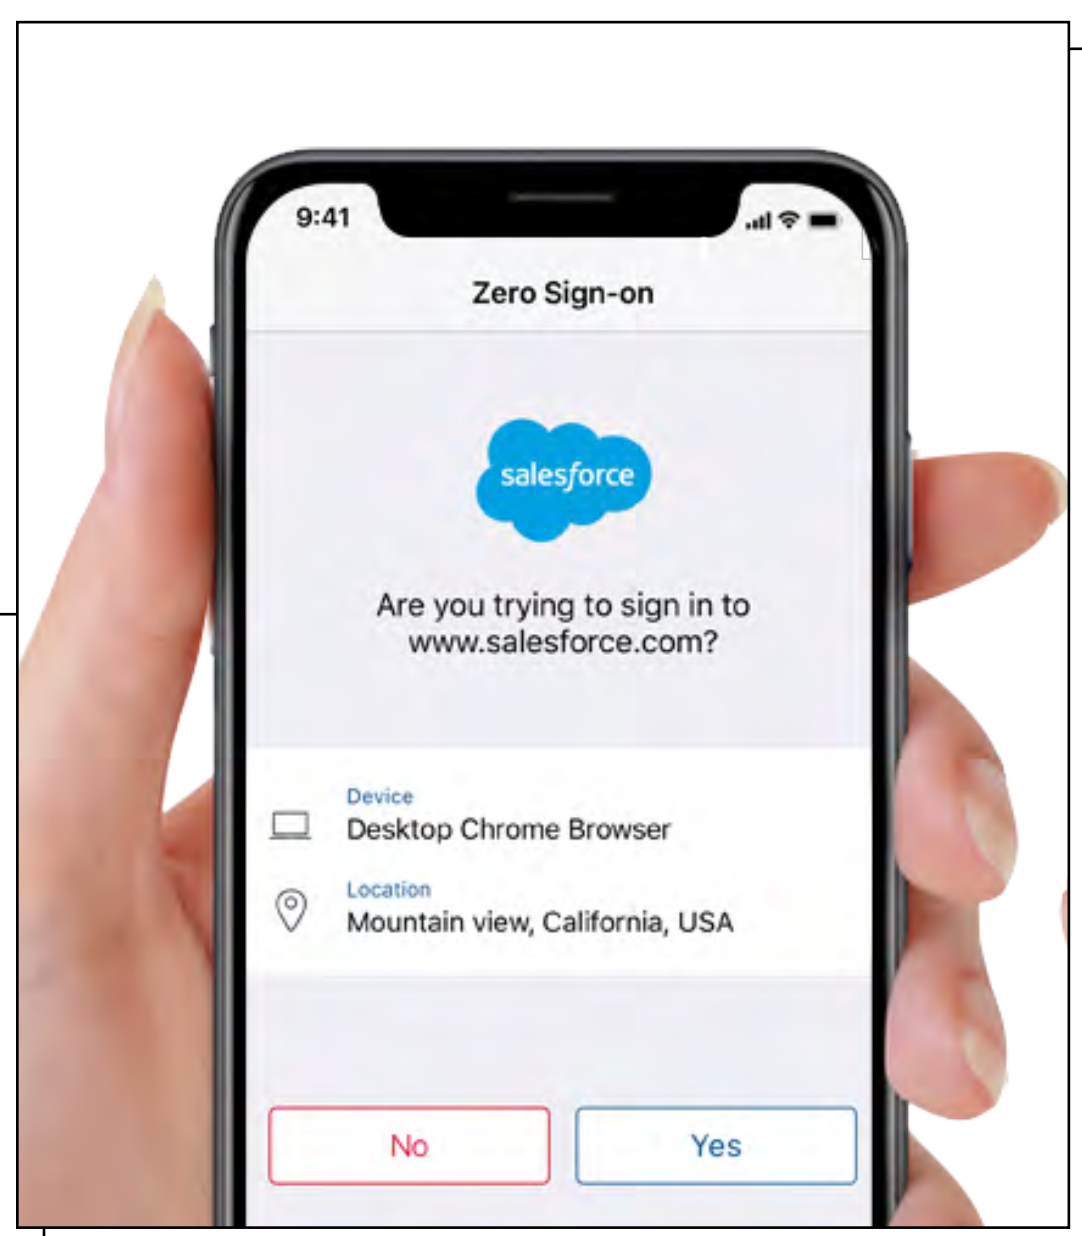 9:41
Zero Sign-on
salesforce
Are you trying to sign in to
www.salesforce.com?
Device
Desktop Chrome Browser
Location
Mountain view, California, USA
No
Yes